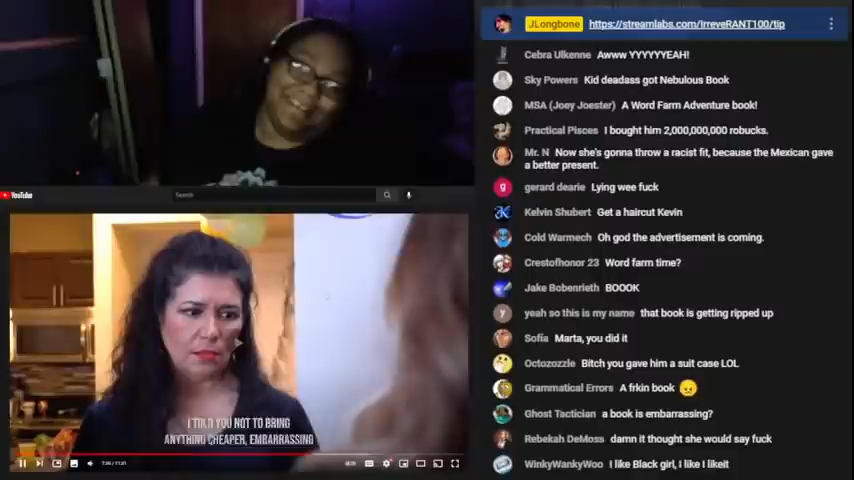 JLongbone https://streamlabs.com/IrreveRANT100/tip
Cebra Ulkenne Awww YYYYYYEAH!
Sky Powers Kid deadass got Nebulous Book
MSA (Joey Joester) A Word Farm Adventure book!
Practical Pisces I bought him 2,000,000,000 robucks.
Mr. N Now she's gonna throw a racist fit, because the Mexican gave
a better present.
gerard dearie Lying wee fuck
Kelvin Shubert Get a haircut Kevin
Cold Warmech Oh god the advertisement is coming.
Crestofhonor 23 Word farm time?
Jake Bobenrieth BOOOK
yeah so this is my name that book is getting ripped up
Sofia Marta, you did it
Octozozzle Bitch you gave him a suit case LOL
Grammatical Errors A frkin book 😠
Ghost Tactician a book is embarrassing?
Rebekah DeMoss damn it thought she would say fuck
WinkyWankyWoo I like Black girl, I like I likeit
YouTube
Search
I TOLD YOU NOT TO BRING
ANYTHING CHEAPER, EMBARRASSING